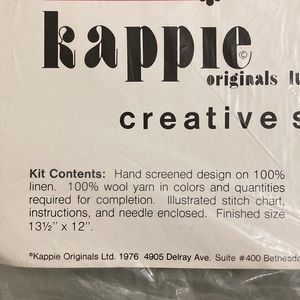 kappie ©
originals
creative
Kit Contents: Hand screened design on 100%
linen. 100% wool yarn in colors and quantities
required for completion. Illustrated stitch chart,
instructions, and needle enclosed. Finished size
13½" x 12".
©Kappie Originals Ltd. 1976 4905 Delray Ave. Suite #400 Bethesda